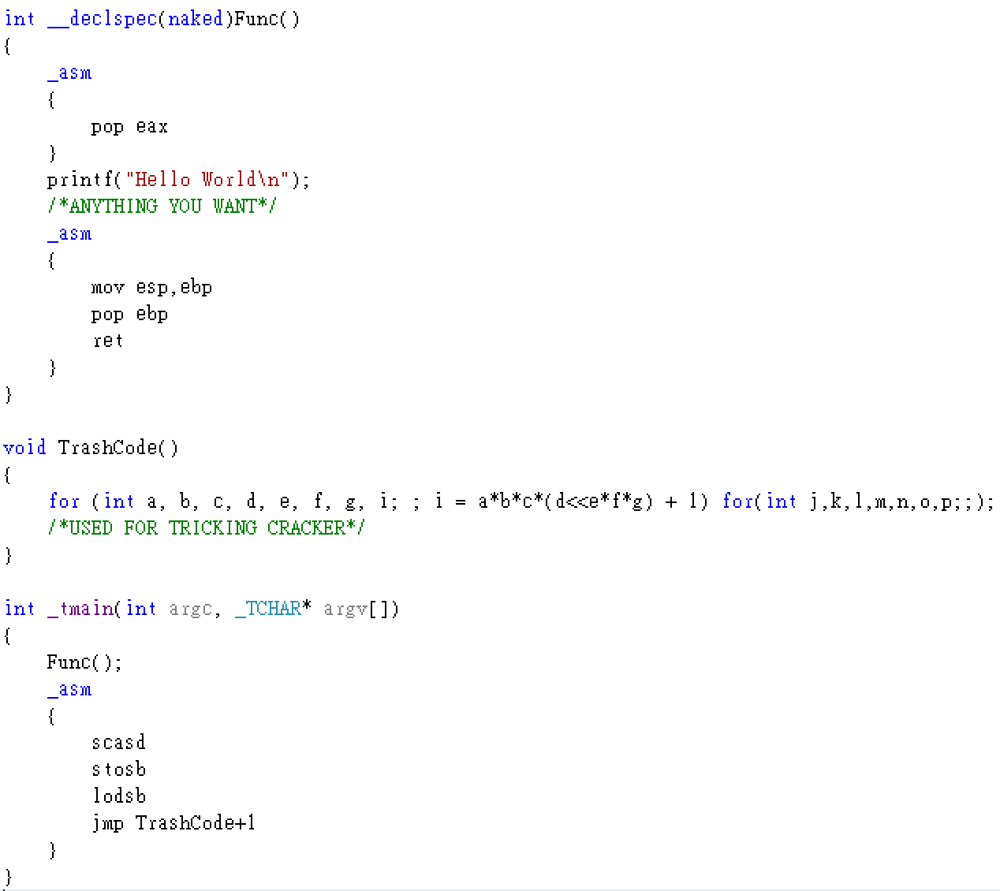 int __declspec(naked)Func()
{
    _asm
    {
        pop eax
    }
    printf("Hello World\n");
    /*ANYTHING YOU WANT*/
    _asm
    {
        mov esp,ebp
        pop ebp
        ret
    }
}

void TrashCode()
{
    for (int a, b, c, d, e, f, g, i; ; i = a*b*c*(d<<e*f*g) + 1) for(int j,k,l,m,n,o,p;;);
    /*USED FOR TRICKING CRACKER*/
}

int _tmain(int argc, _TCHAR* argv[])
{
    Func();
    _asm
    {
        scasd
        stosb
        lodsb
        jmp TrashCode+1
    }
}